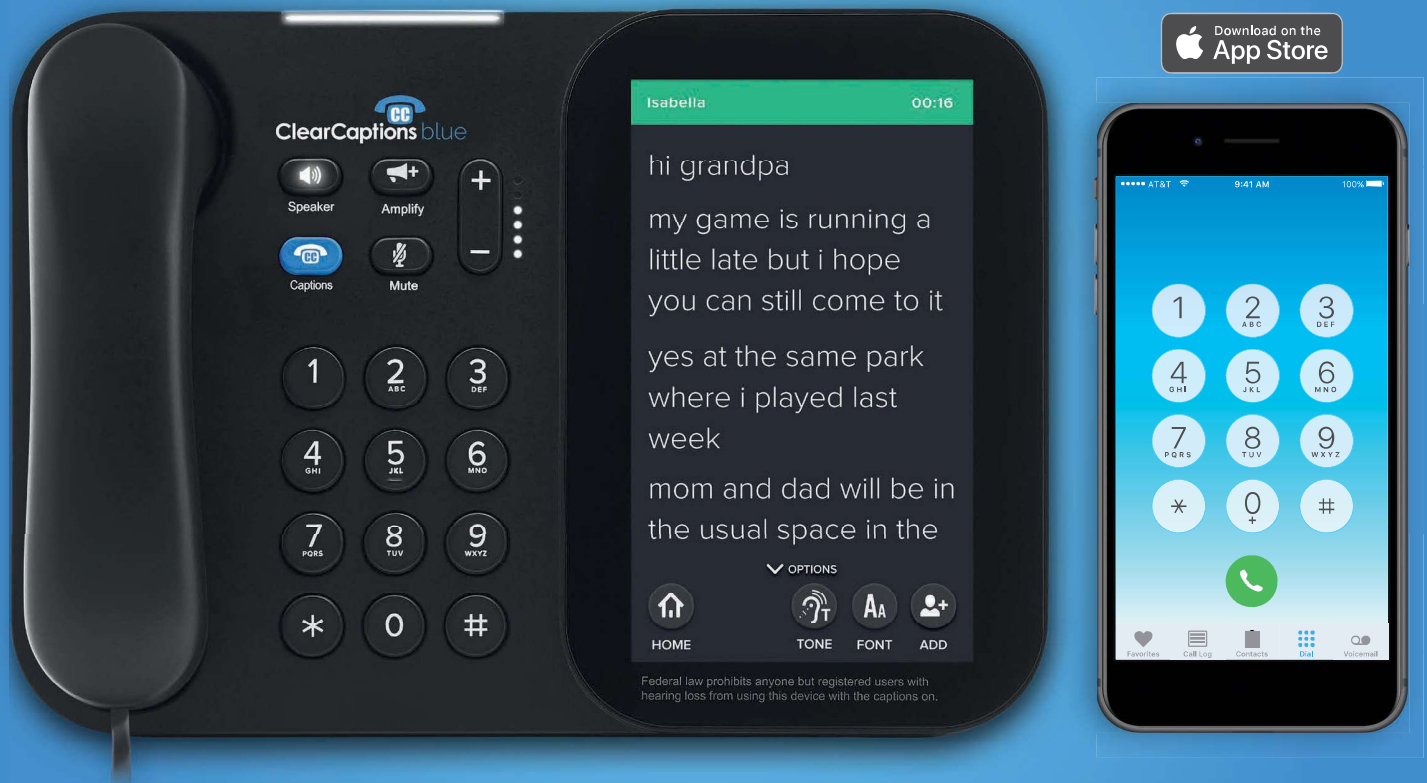 CC
ClearCaptions blue
Speaker
Amplify
+
CC
Captions
Mute
−
1
2 ABC
3 DEF
4 GHI
5 JKL
6 MNO
7 PQRS
8 TUV
9 WXYZ
*
0
#
Isabella 00:16
hi grandpa
my game is running a
little late but i hope
you can still come to it
yes at the same park
where i played last
week
mom and dad will be in
the usual space in the
OPTIONS
HOME
T
TONE
AA
FONT
+
ADD
Federal law prohibits anyone but registered users with
hearing loss from using this device with the captions on.
Download on the
App Store
AT&T 9:41 AM 100%
1
2 ABC
3 DEF
4 GHI
5 JKL
6 MNO
7 PQRS
8 TUV
9 WXYZ
*
0 +
#
Favorites
Call Log
Contacts
Dial
Voicemail